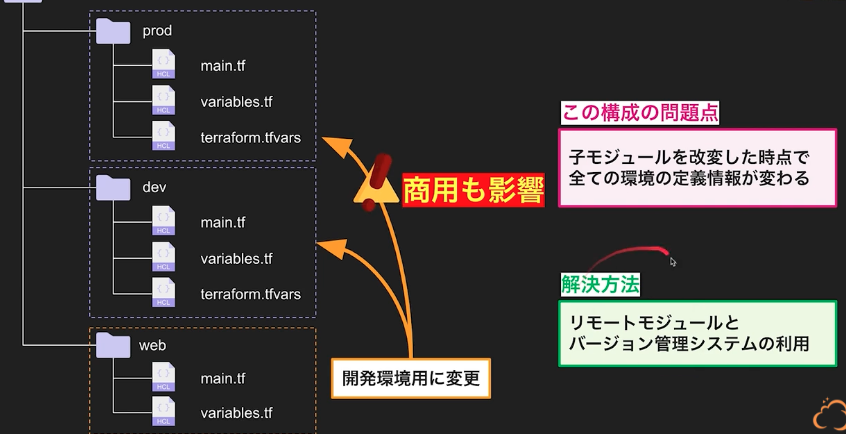 prod
HCL
main.tf
HCL
variables.tf
HCL
terraform.tfvars
dev
HCL
main.tf
HCL
variables.tf
HCL
terraform.tfvars
web
HCL
main.tf
HCL
variables.tf
商用も影響
開発環境用に変更
この構成の問題点
子モジュールを改変した時点で
全ての環境の定義情報が変わる
解決方法
リモートモジュールと
バージョン管理システムの利用